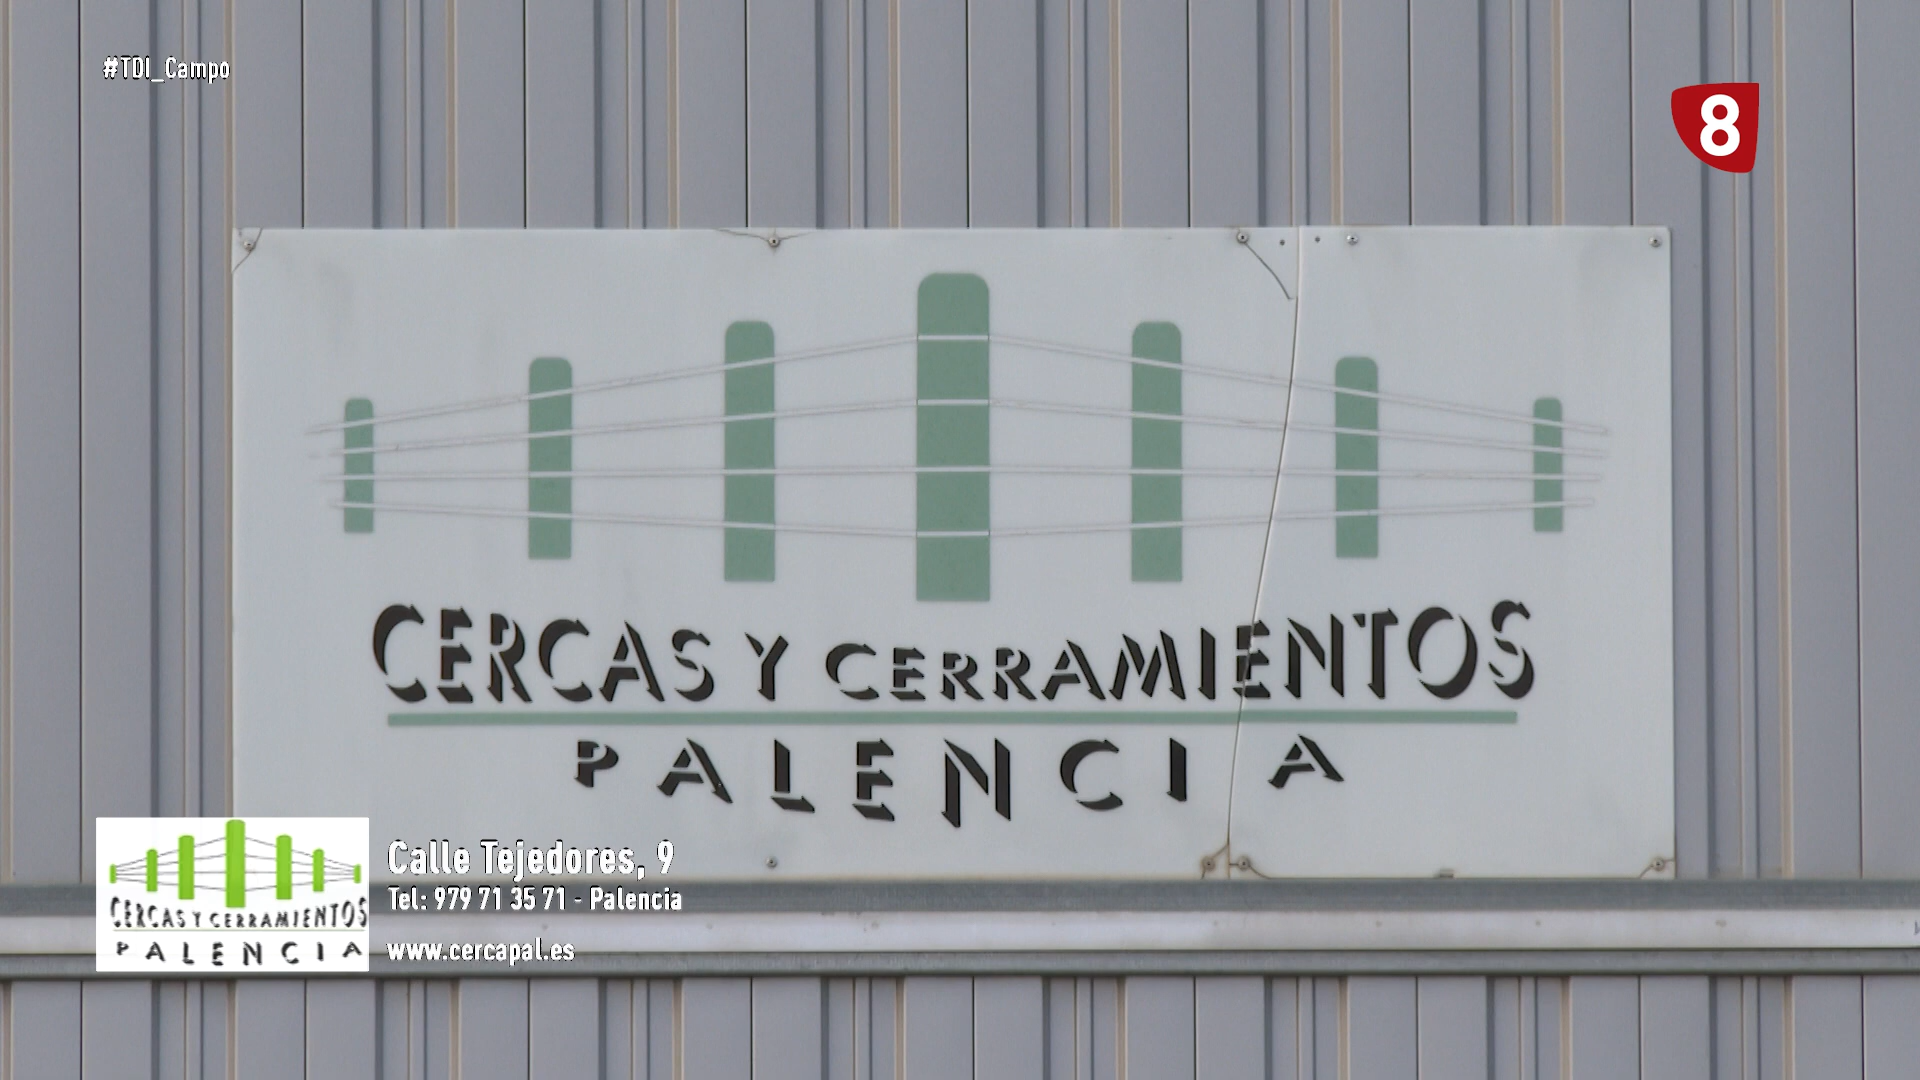 #TDI_Campo
8
CERCAS Y CERRAMIENTOS
PALENCIA
CERCAS Y CERRAMIENTOS
PALENCIA
Calle Tejedores, 9
Tel: 979 71 35 71 - Palencia
www.cercapal.es